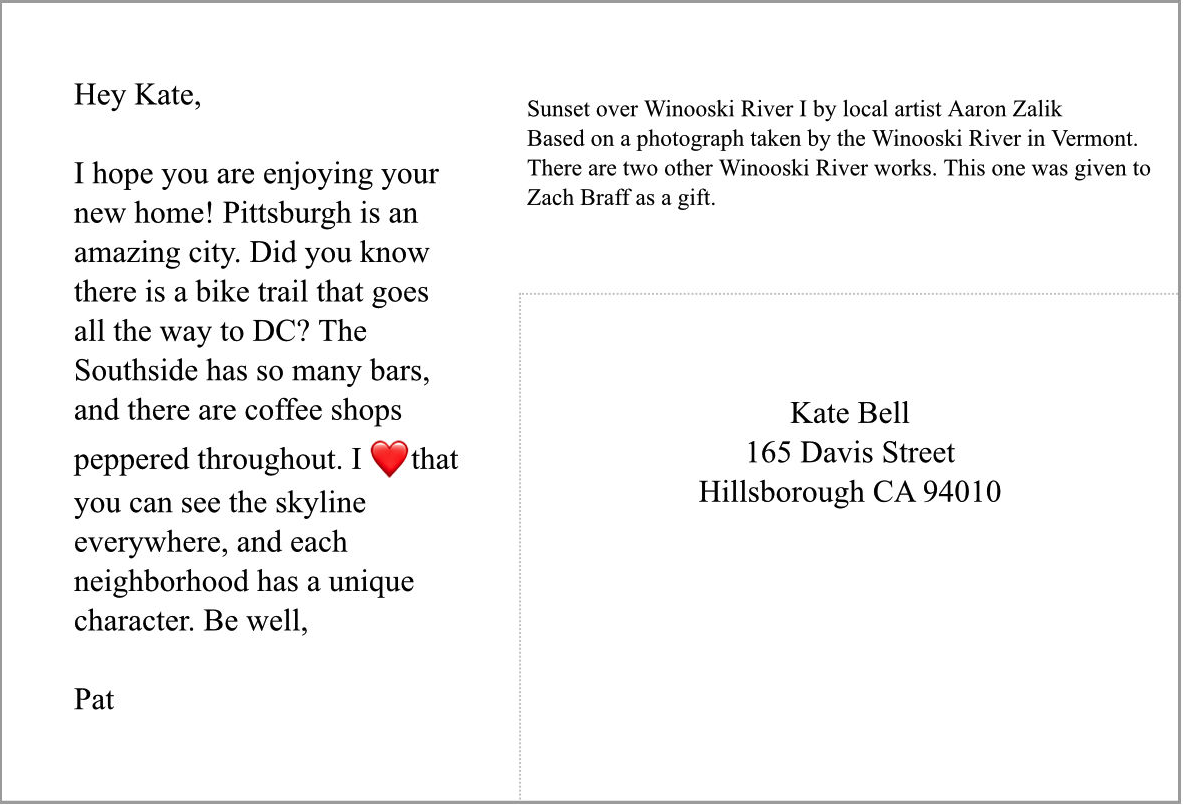 Hey Kate,
I hope you are enjoying your
new home! Pittsburgh is an
amazing city. Did you know
there is a bike trail that goes
all the way to DC? The
Southside has so many bars,
and there are coffee shops
peppered throughout. I ❤️that
you can see the skyline
everywhere, and each
neighborhood has a unique
character. Be well,
Pat
Sunset over Winooski River I by local artist Aaron Zalik
Based on a photograph taken by the Winooski River in Vermont.
There are two other Winooski River works. This one was given to
Zach Braff as a gift.
Kate Bell
165 Davis Street
Hillsborough CA 94010